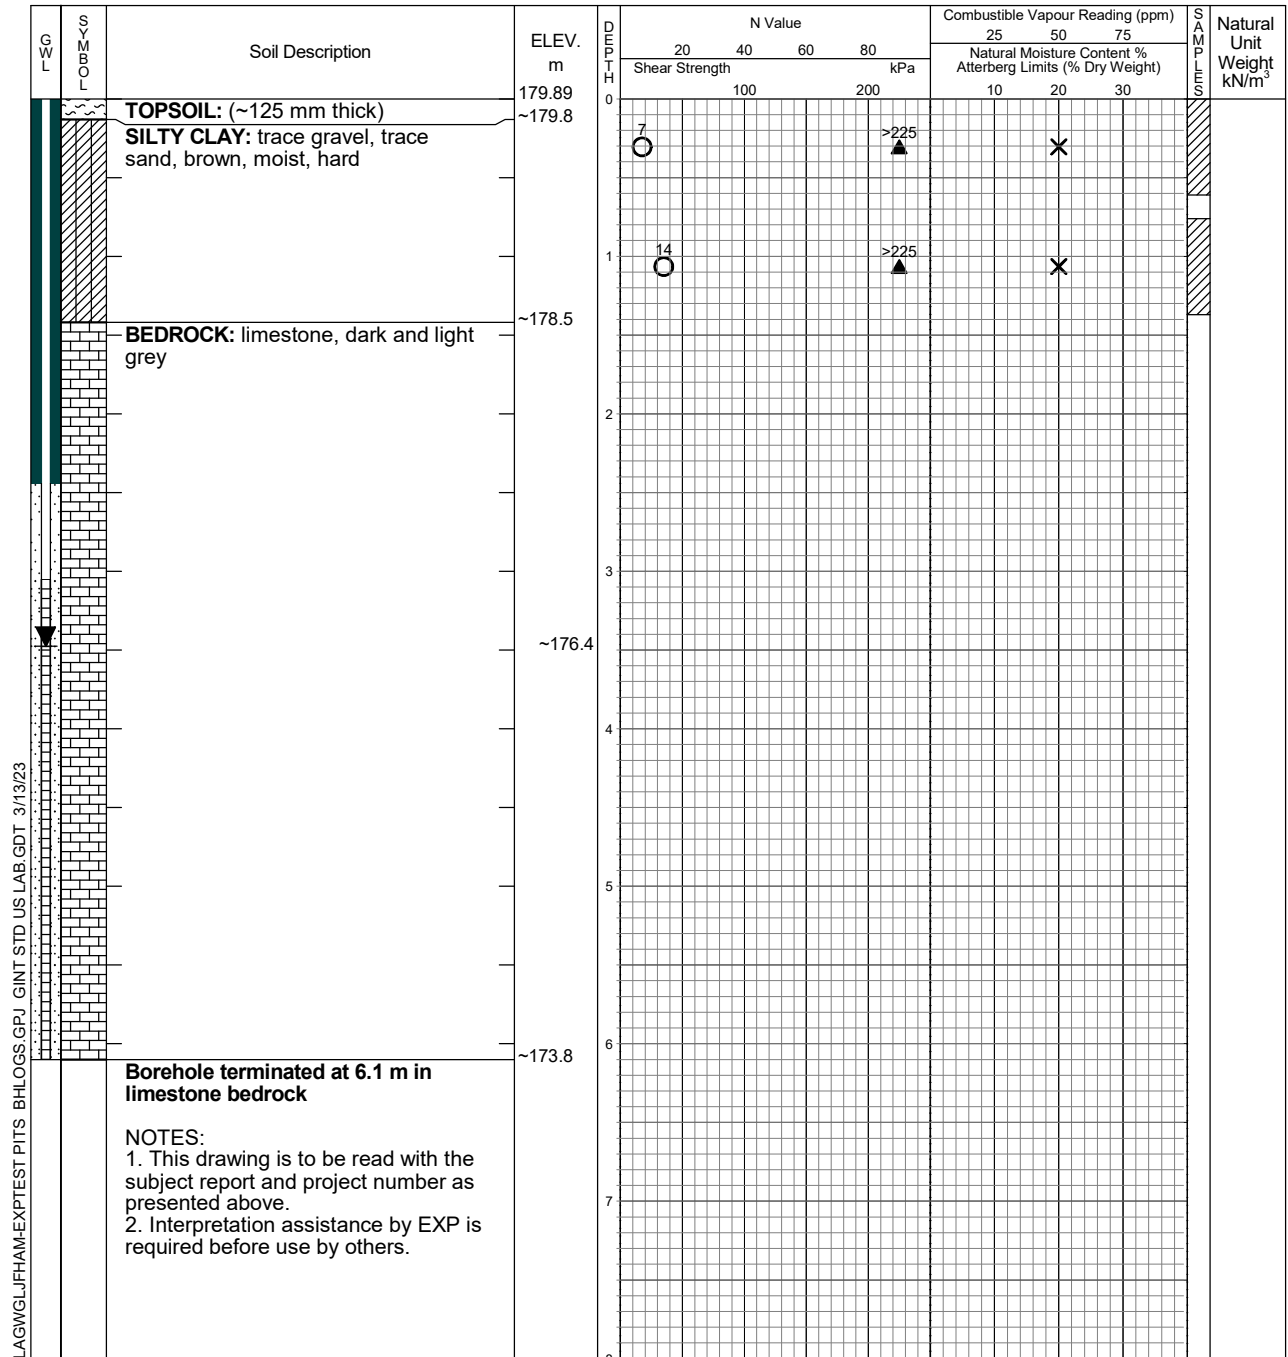 GWL
SYMBOL
Soil Description
ELEV.
m
DEPTH
N Value
20 40 60 80
Shear Strength kPa
100 200
Combustible Vapour Reading (ppm)
25 50 75
Natural Moisture Content %
Atterberg Limits (% Dry Weight)
10 20 30
SAMPLES
Natural
Unit
Weight
kN/m³
179.89
0
TOPSOIL: (~125 mm thick)
~179.8
SILTY CLAY: trace gravel, trace
sand, brown, moist, hard
7 >225
14 >225
1
~178.5
BEDROCK: limestone, dark and light
grey
2
3
~176.4
4
5
6
~173.8
Borehole terminated at 6.1 m in
limestone bedrock
NOTES:
1. This drawing is to be read with the
subject report and project number as
presented above.
2. Interpretation assistance by EXP is
required before use by others.
7
LAGWGLJFHAM-EXPTEST PITS BHLOGS.GPJ GINT STD US LAB.GDT 3/13/23